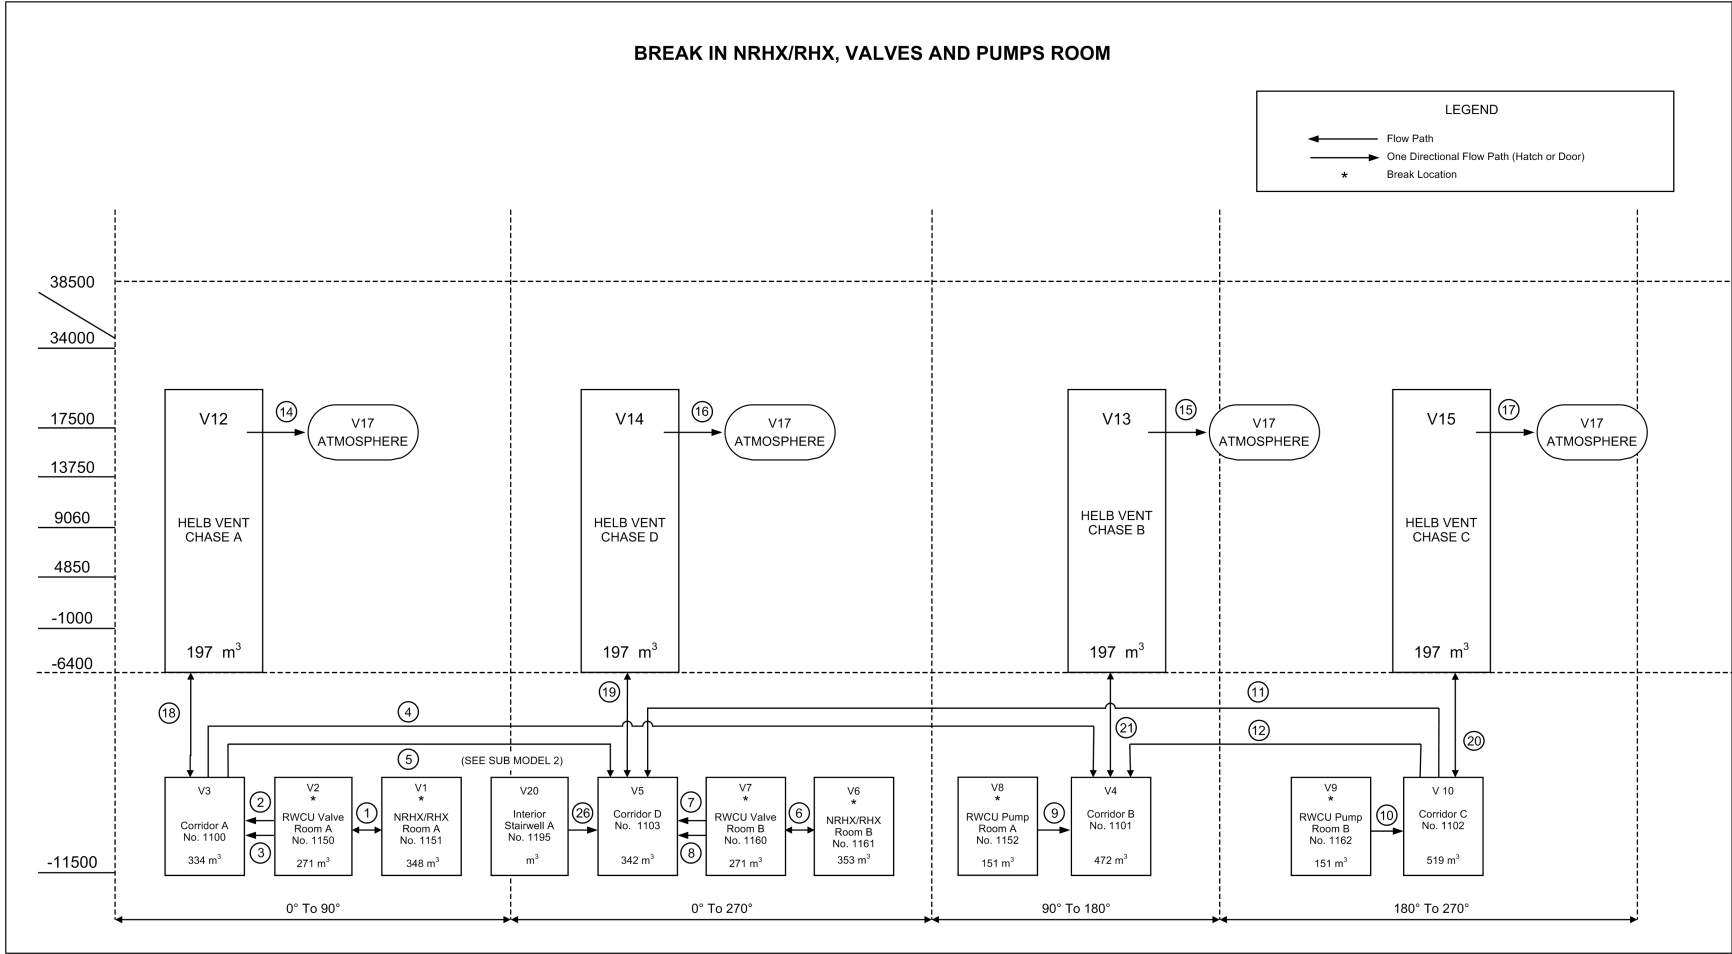 BREAK IN NRHX/RHX, VALVES AND PUMPS ROOM
LEGEND
Flow Path
One Directional Flow Path (Hatch or Door)
* Break Location
38500
34000
17500
13750
9060
4850
-1000
-6400
-11500
V12
14
V17
ATMOSPHERE
HELB VENT
CHASE A
197 m³
V14
16
V17
ATMOSPHERE
HELB VENT
CHASE D
197 m³
V13
15
V17
ATMOSPHERE
HELB VENT
CHASE B
197 m³
V15
17
V17
ATMOSPHERE
HELB VENT
CHASE C
197 m³
18
4
5
19
11
21
12
20
(SEE SUB MODEL 2)
V3
Corridor A
No. 1100
334 m³
2
3
V2
*
RWCU Valve
Room A
No. 1150
271 m³
1
V1
*
NRHX/RHX
Room A
No. 1151
348 m³
V20
Interior
Stairwell A
No. 1195
m³
26
V5
Corridor D
No. 1103
342 m³
7
8
V7
*
RWCU Valve
Room B
No. 1160
271 m³
6
V6
*
NRHX/RHX
Room B
No. 1161
353 m³
V8
*
RWCU Pump
Room A
No. 1152
151 m³
9
V4
Corridor B
No. 1101
472 m³
V9
*
RWCU Pump
Room B
No. 1162
151 m³
10
V 10
Corridor C
No. 1102
519 m³
0° To 90°
0° To 270°
90° To 180°
180° To 270°